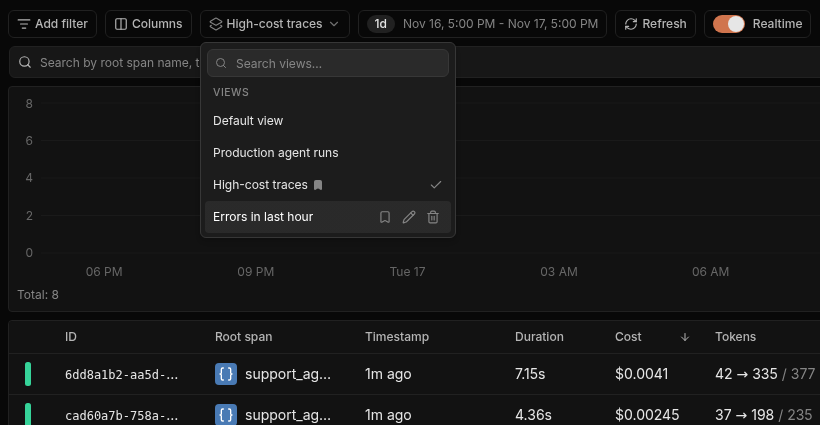 Add filter
Columns
High-cost traces
1d Nov 16, 5:00 PM - Nov 17, 5:00 PM
Refresh
Realtime
Search by root span name, t
Search views...
VIEWS
Default view
Production agent runs
High-cost traces
Errors in last hour
8
6
4
2
0
06 PM 09 PM Tue 17 03 AM 06 AM
Total: 8
ID Root span Timestamp Duration Cost Tokens
6dd8a1b2-aa5d-... support_ag... 1m ago 7.15s $0.0041 42 → 335 / 377
cad60a7b-758a-... support_ag... 1m ago 4.36s $0.00245 37 → 198 / 235